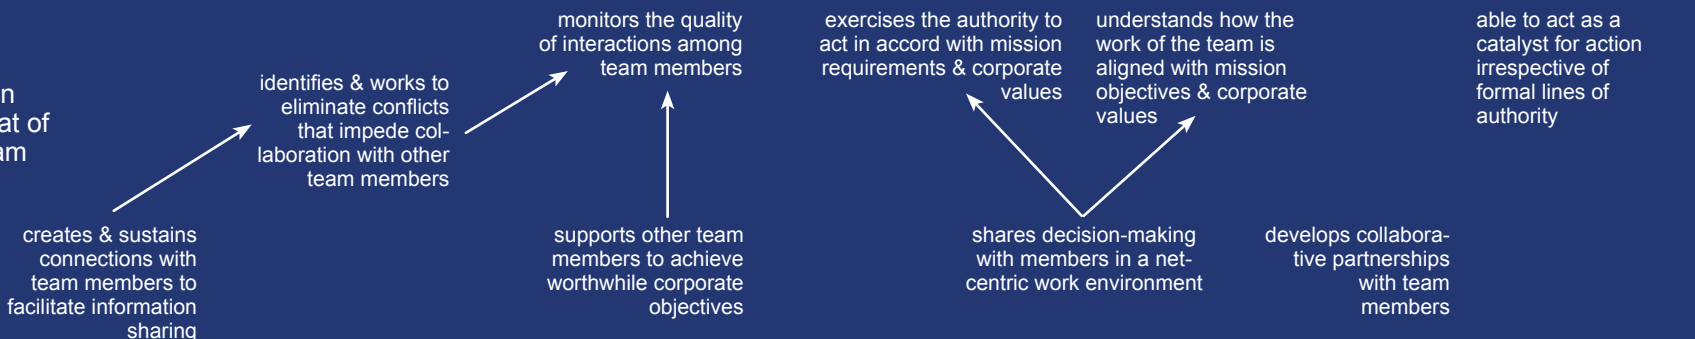 n
at of
am
creates & sustains
connections with
team members to
facilitate information
sharing
identifies & works to
eliminate conflicts
that impede col-
laboration with other
team members
monitors the quality
of interactions among
team members
supports other team
members to achieve
worthwhile corporate
objectives
exercises the authority to
act in accord with mission
requirements & corporate
values
understands how the
work of the team is
aligned with mission
objectives & corporate
values
shares decision-making
with members in a net-
centric work environment
develops collabora-
tive partnerships
with team
members
able to act as a
catalyst for action
irrespective of
formal lines of
authority